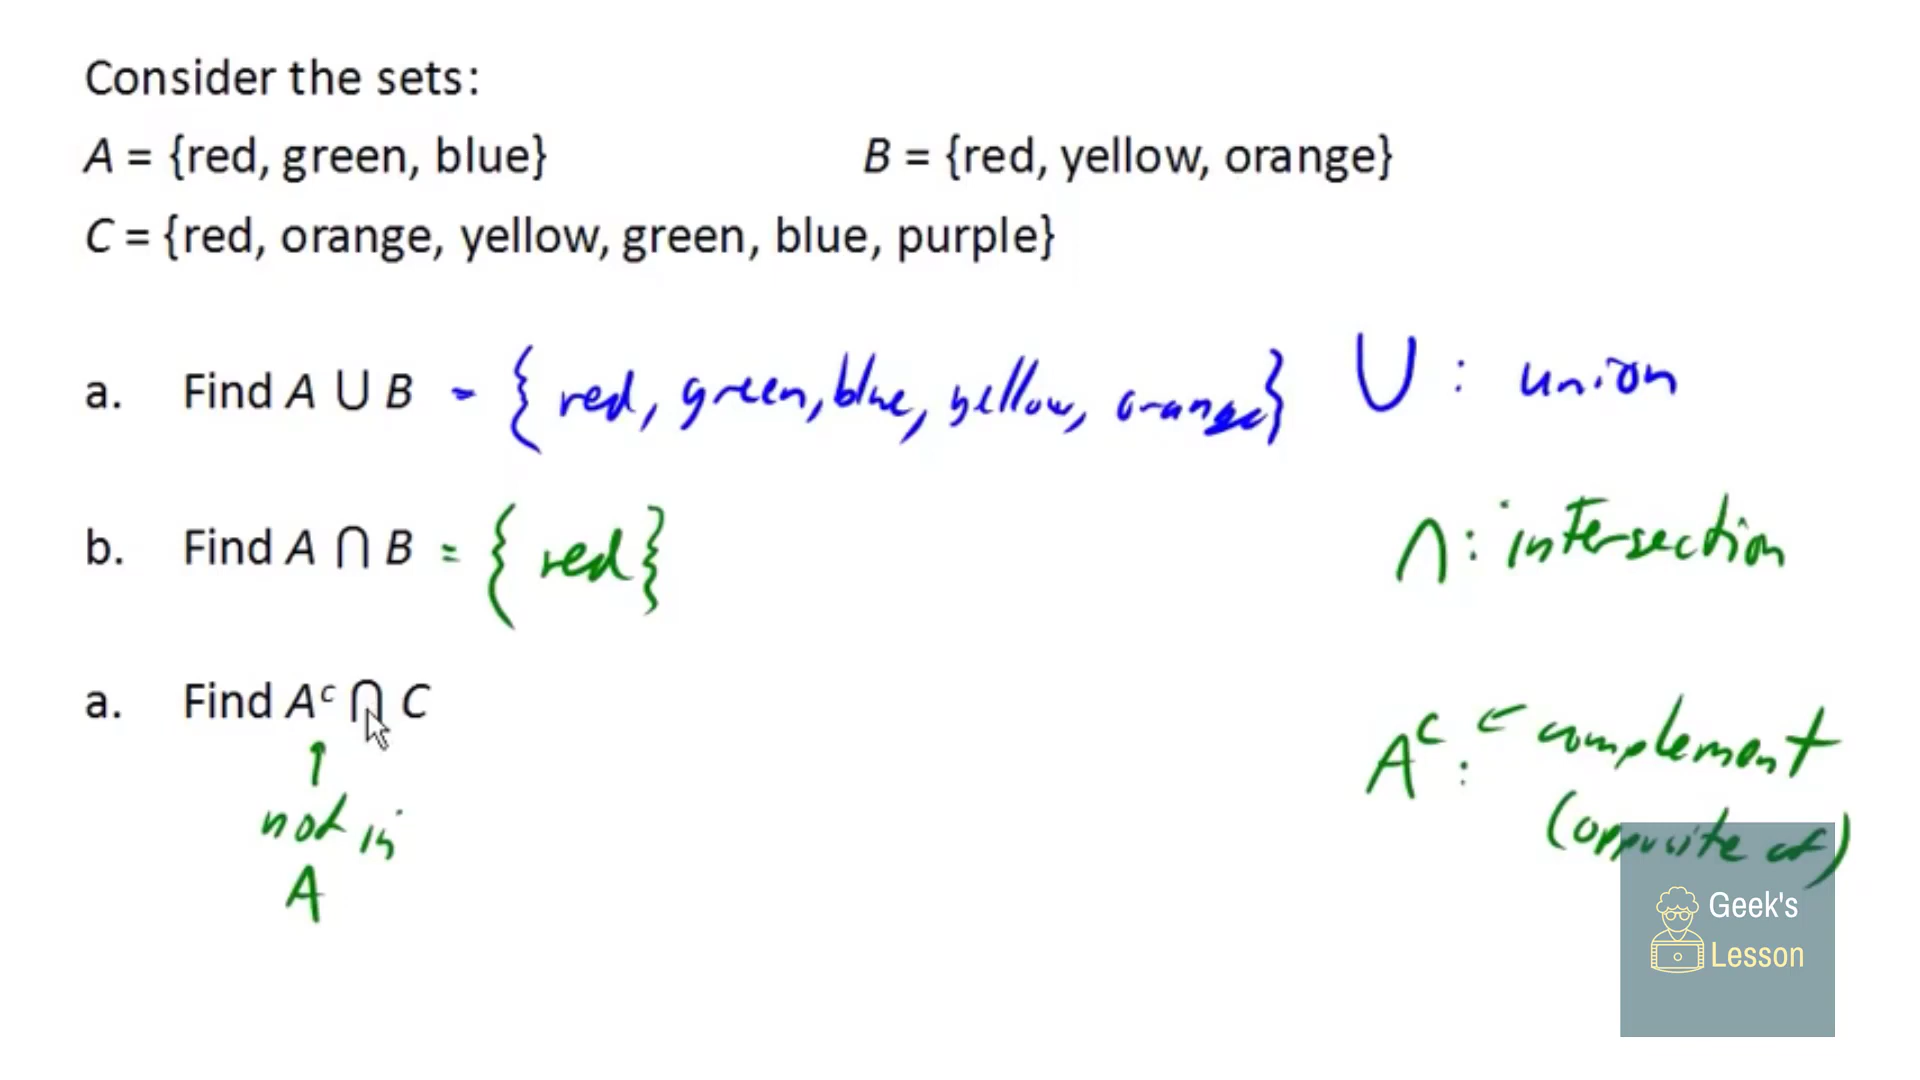 Consider the sets:
A = {red, green, blue} B = {red, yellow, orange}
C = {red, orange, yellow, green, blue, purple}
a. Find A ⋃ B = { red, green, blue, yellow, orange} ⋃ : union
b. Find A ⋂ B = { red } ⋂ : intersection
a. Find Aᶜ ⋂ C
Aᶜ : ← complement
↑
not in
(opposite of)
A
Geek's
Lesson